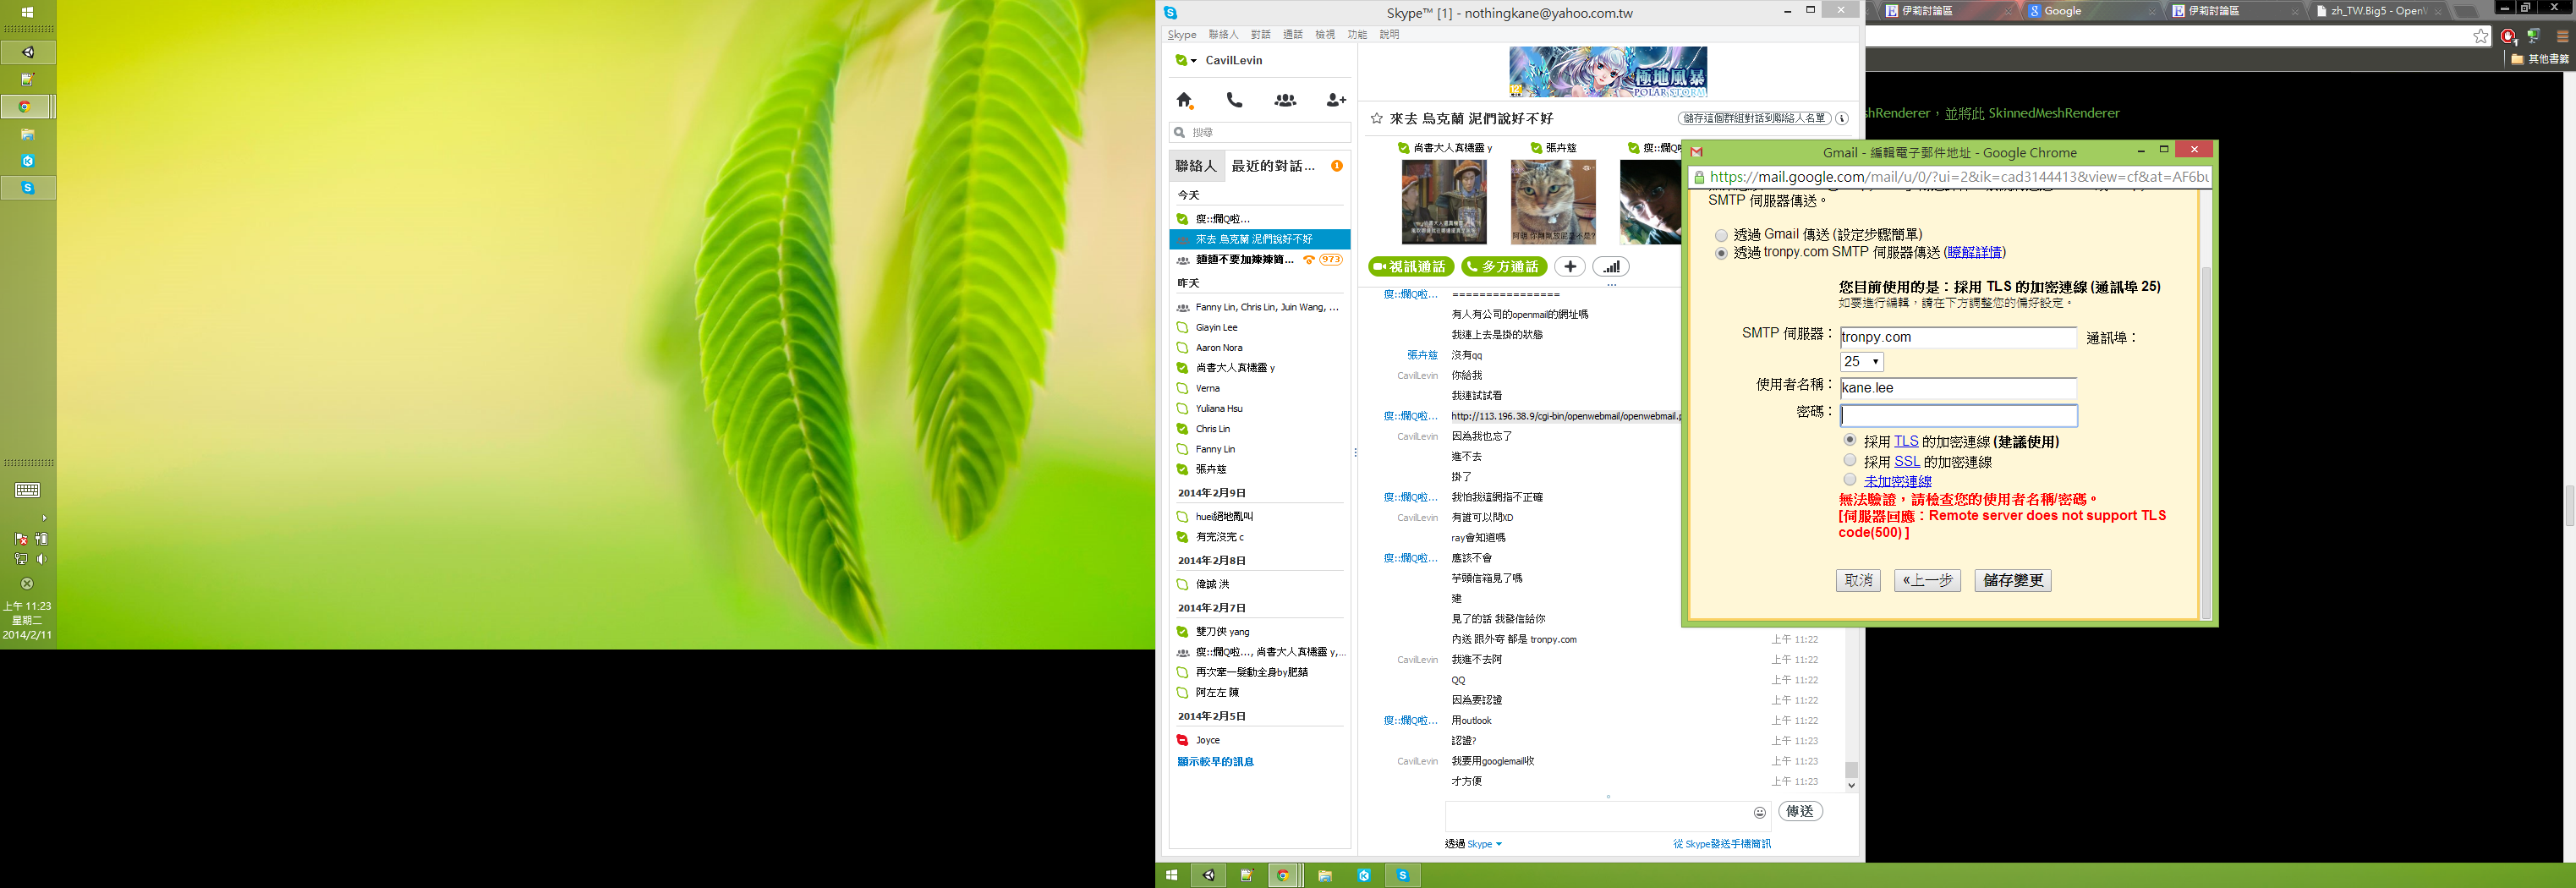 上午 11:23
星期二
2014/2/11
Skype™ [1] - nothingkane@yahoo.com.tw
Skype 聯絡人 對話 通話 檢視 功能 說明
CavilLevin
搜尋
聯絡人 最近的對話... 1
今天
瘦::爛Q啦...
來去 烏克蘭 泥們說好不好
麵麵不要加辣辣簡... 973
昨天
Fanny Lin, Chris Lin, Juin Wang, ...
Giayin Lee
Aaron Nora
尚書大人真機靈 y
Verna
Yuliana Hsu
Chris Lin
Fanny Lin
張卉玆
2014年2月9日
huei絕地亂叫
有完沒完 c
2014年2月8日
偉誠 洪
2014年2月7日
雙刀俠 yang
瘦::爛Q啦..., 尚書大人真機靈 y,...
再次牽一髮動全身by肥豬
阿左左 陳
2014年2月5日
Joyce
顯示較早的訊息
極地風暴
POLAR STORM
來去 烏克蘭 泥們說好不好
儲存這個群組對話到聯絡人名單
尚書大人真機靈 y 張卉玆 瘦::爛Q
視訊通話 多方通話
瘦::爛Q啦... ================
有人有公司的openmail的網址嗎
我連上去是掛的狀態
張卉玆 沒有qq
CavilLevin 你給我
我連試試看
瘦::爛Q啦... http://113.196.38.9/cgi-bin/openwebmail/openwebmail.p
CavilLevin 因為我也忘了
進不去
掛了
瘦::爛Q啦... 我怕我這網指不正確
CavilLevin 有誰可以問XD
ray會知道嗎
瘦::爛Q啦... 應該不會
芋頭信箱見了嗎
建
見了的話 我發信給你
內送 跟外寄 都是 tronpy.com 上午 11:22
CavilLevin 我進不去阿 上午 11:22
QQ 上午 11:22
因為要認證 上午 11:22
瘦::爛Q啦... 用outlook 上午 11:22
認證? 上午 11:23
CavilLevin 我要用googlemail收 上午 11:23
才方便 上午 11:23
傳送
透過 Skype 從 Skype發送手機簡訊
伊莉討論區 Google 伊莉討論區 zh_TW.Big5 - OpenW
其他書籤
shRenderer，並將此 SkinnedMeshRenderer
Gmail - 編輯電子郵件地址 - Google Chrome
https://mail.google.com/mail/u/0/?ui=2&ik=cad3144413&view=cf&at=AF6bu
SMTP 伺服器傳送。
透過 Gmail 傳送 (設定步驟簡單)
透過 tronpy.com SMTP 伺服器傳送 (瞭解詳情)
您目前使用的是：採用 TLS 的加密連線 (通訊埠 25)
如要進行編輯，請在下方調整您的偏好設定。
SMTP 伺服器： tronpy.com 通訊埠：
25
使用者名稱： kane.lee
密碼：
採用 TLS 的加密連線 (建議使用)
採用 SSL 的加密連線
未加密連線
無法驗證，請檢查您的使用者名稱/密碼。
[伺服器回應：Remote server does not support TLS
code(500) ]
取消 «上一步 儲存變更